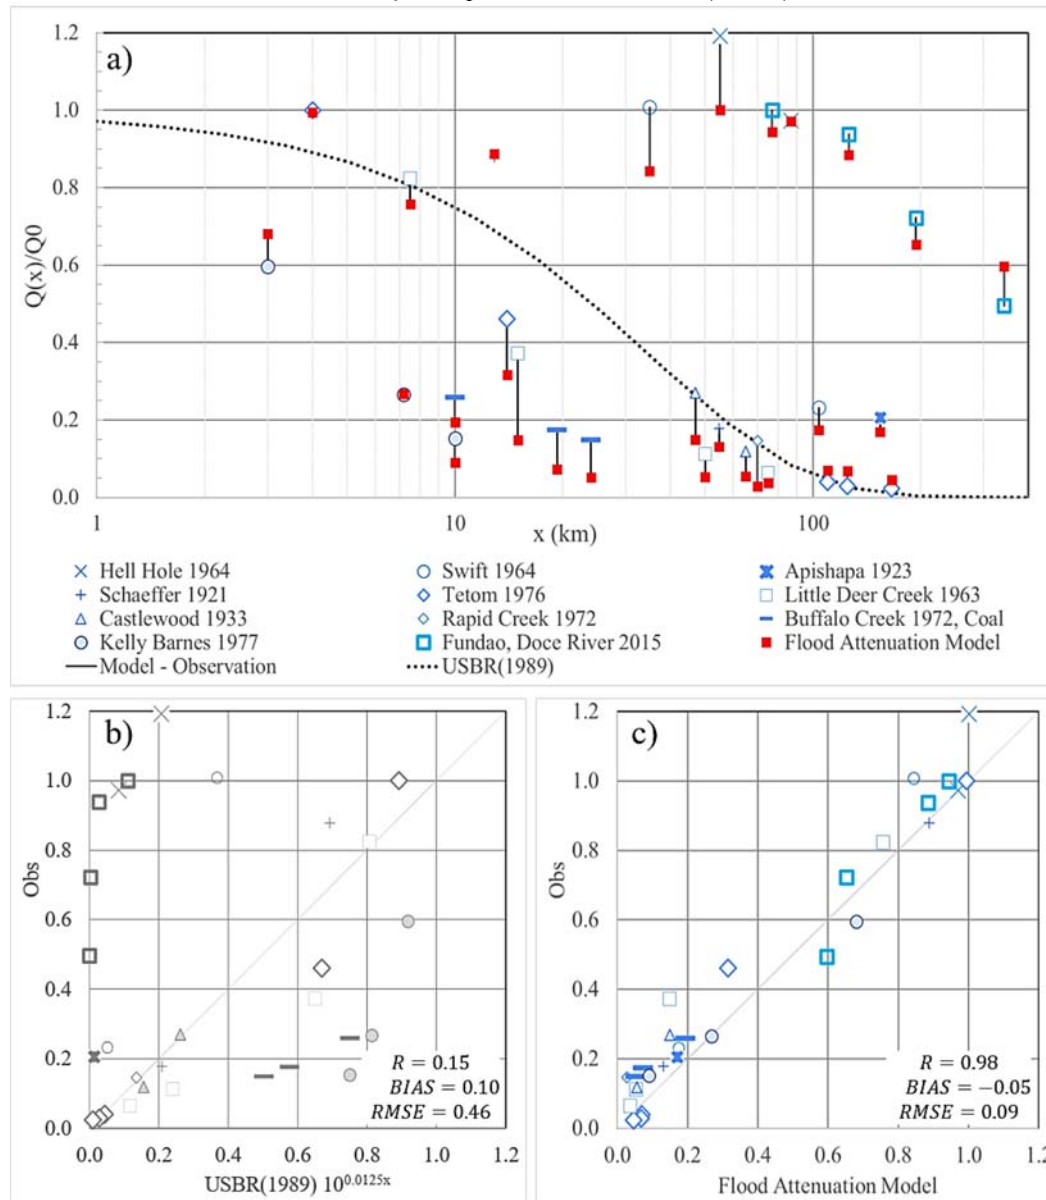 1.2
a)
1.0
0.8
0.6
0.4
0.2
0.0
Q(x)/Q0
1 10 100
x (km)
Hell Hole 1964 Swift 1964 Apishapa 1923
Schaeffer 1921 Tetom 1976 Little Deer Creek 1963
Castlewood 1933 Rapid Creek 1972 Buffalo Creek 1972, Coal
Kelly Barnes 1977 Fundao, Doce River 2015 Flood Attenuation Model
Model - Observation USBR(1989)
b)
1.2
1.0
0.8
0.6
0.4
0.2
0.0
Obs
R = 0.15
BIAS = 0.10
RMSE = 0.46
0.0 0.2 0.4 0.6 0.8 1.0 1.2
USBR(1989) 10^0.0125x
c)
1.2
1.0
0.8
0.6
0.4
0.2
0.0
Obs
R = 0.98
BIAS = −0.05
RMSE = 0.09
0.0 0.2 0.4 0.6 0.8 1.0 1.2
Flood Attenuation Model